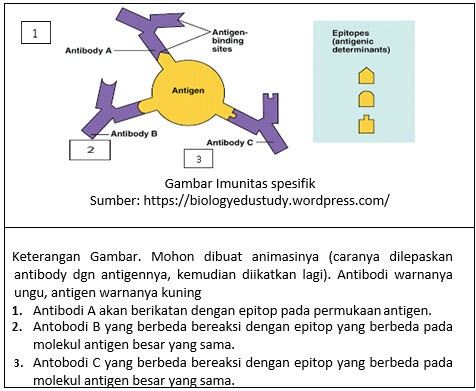 1
Antibody A
Antigen-
binding
sites
Epitopes
(antigenic
determinants)
Antigen
Antibody B
2
3
Antibody C
Gambar Imunitas spesifik
Sumber: https://biologyedustudy.wordpress.com/
Keterangan Gambar. Mohon dibuat animasinya (caranya dilepaskan
antibody dgn antigennya, kemudian diikatkan lagi). Antibodi warnanya
ungu, antigen warnanya kuning
1. Antibodi A akan berikatan dengan epitop pada permukaan antigen.
2. Antobodi B yang berbeda bereaksi dengan epitop yang berbeda pada
molekul antigen besar yang sama.
3. Antobodi C yang berbeda bereaksi dengan epitop yang berbeda pada
molekul antigen besar yang sama.